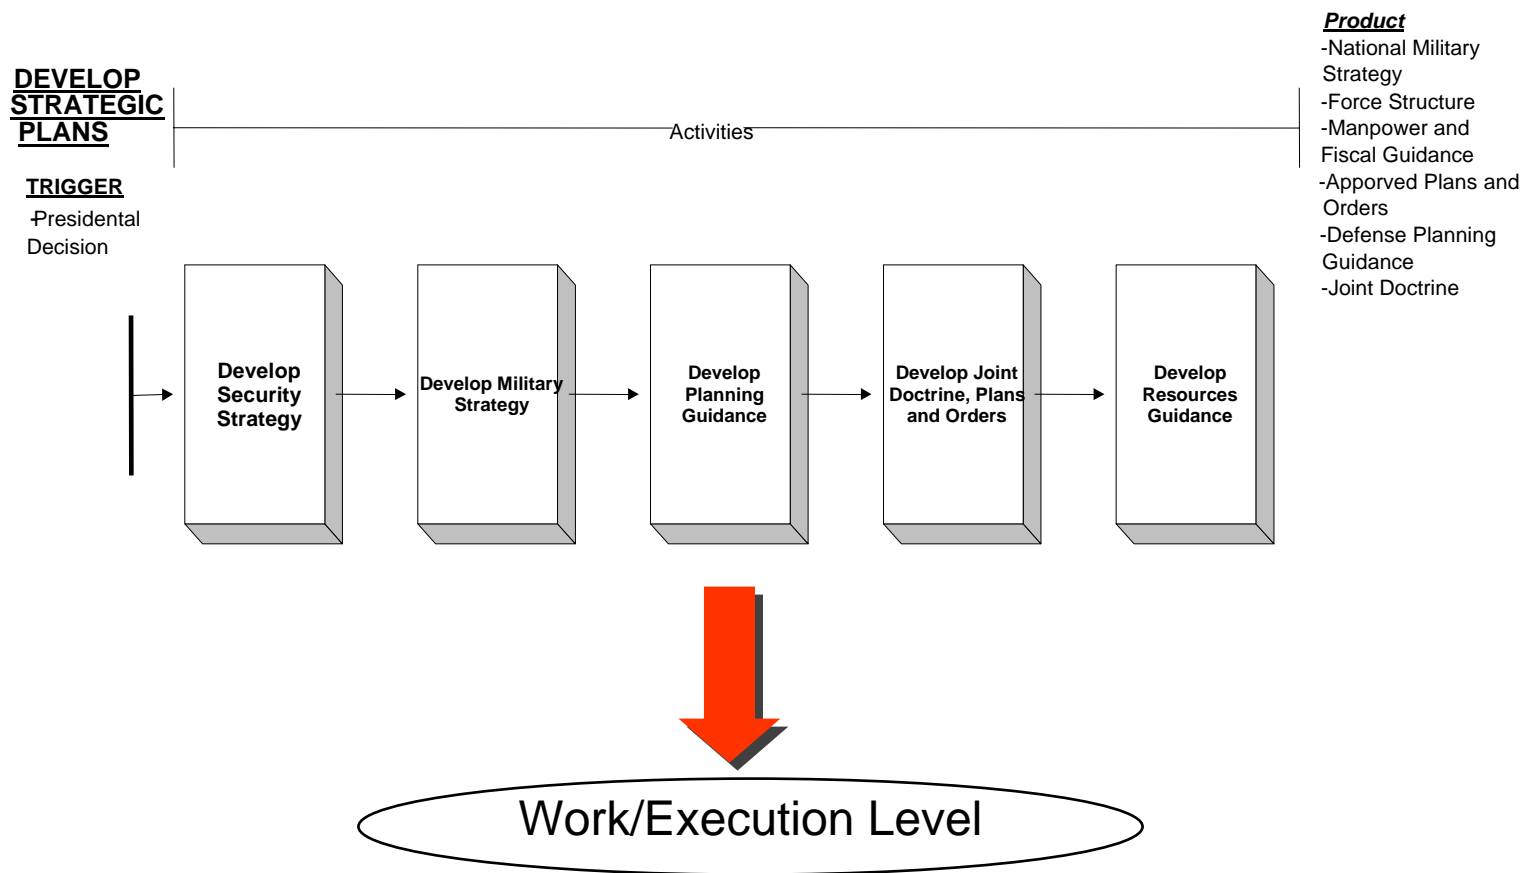 DEVELOP
STRATEGIC
PLANS
TRIGGER
-Presidental
Decision
Activities
Product
-National Military
Strategy
-Force Structure
-Manpower and
Fiscal Guidance
-Apporved Plans and
Orders
-Defense Planning
Guidance
-Joint Doctrine
Develop
Security
Strategy
Develop Military
Strategy
Develop
Planning
Guidance
Develop Joint
Doctrine, Plans
and Orders
Develop
Resources
Guidance
Work/Execution Level